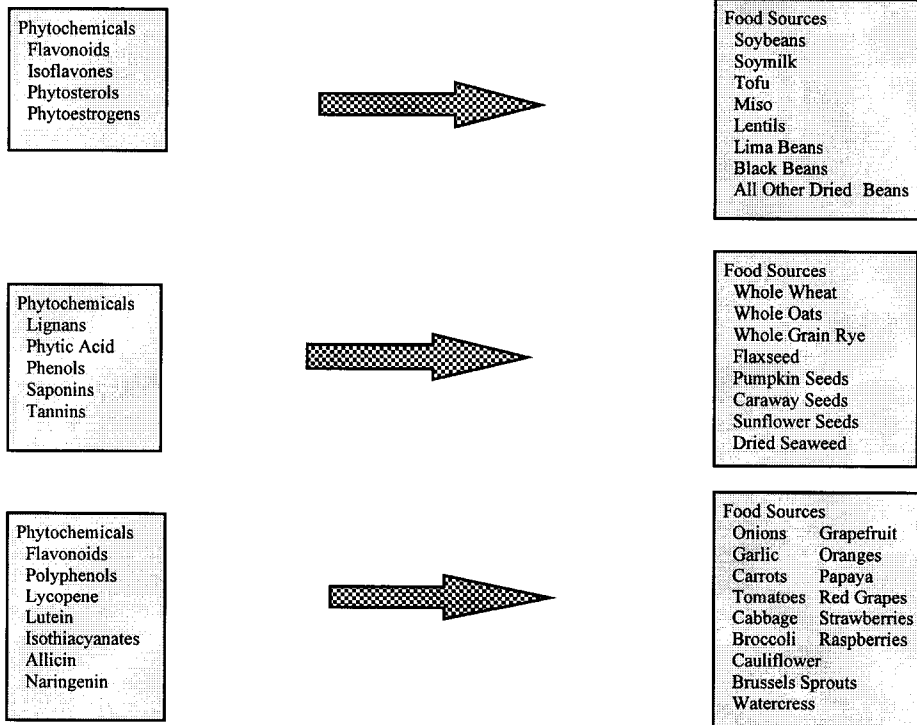 Phytochemicals
Flavonoids
Isoflavones
Phytosterols
Phytoestrogens
Food Sources
Soybeans
Soymilk
Tofu
Miso
Lentils
Lima Beans
Black Beans
All Other Dried Beans
Phytochemicals
Lignans
Phytic Acid
Phenols
Saponins
Tannins
Food Sources
Whole Wheat
Whole Oats
Whole Grain Rye
Flaxseed
Pumpkin Seeds
Caraway Seeds
Sunflower Seeds
Dried Seaweed
Phytochemicals
Flavonoids
Polyphenols
Lycopene
Lutein
Isothiacyanates
Allicin
Naringenin
Food Sources
Onions Grapefruit
Garlic Oranges
Carrots Papaya
Tomatoes Red Grapes
Cabbage Strawberries
Broccoli Raspberries
Cauliflower
Brussels Sprouts
Watercress